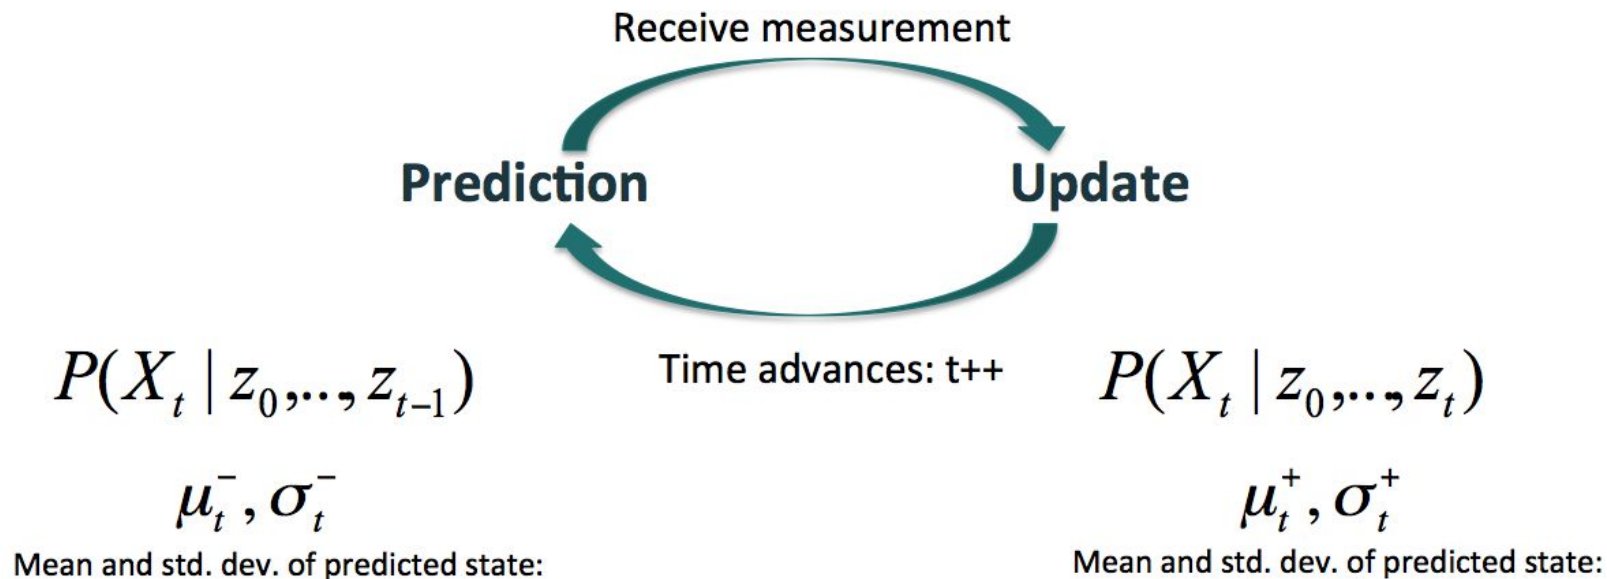 Receive measurement
Prediction
Update
Time advances: t++
P(X_t | z_0,..., z_{t-1})
P(X_t | z_0,..., z_t)
μ_t^-, σ_t^-
μ_t^+, σ_t^+
Mean and std. dev. of predicted state:
Mean and std. dev. of predicted state: